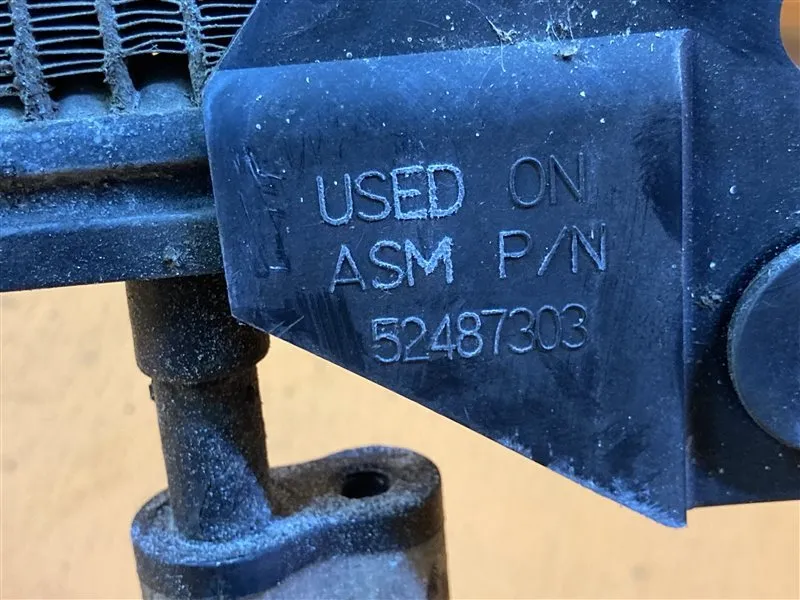 USED ON
ASM P/N
52487303